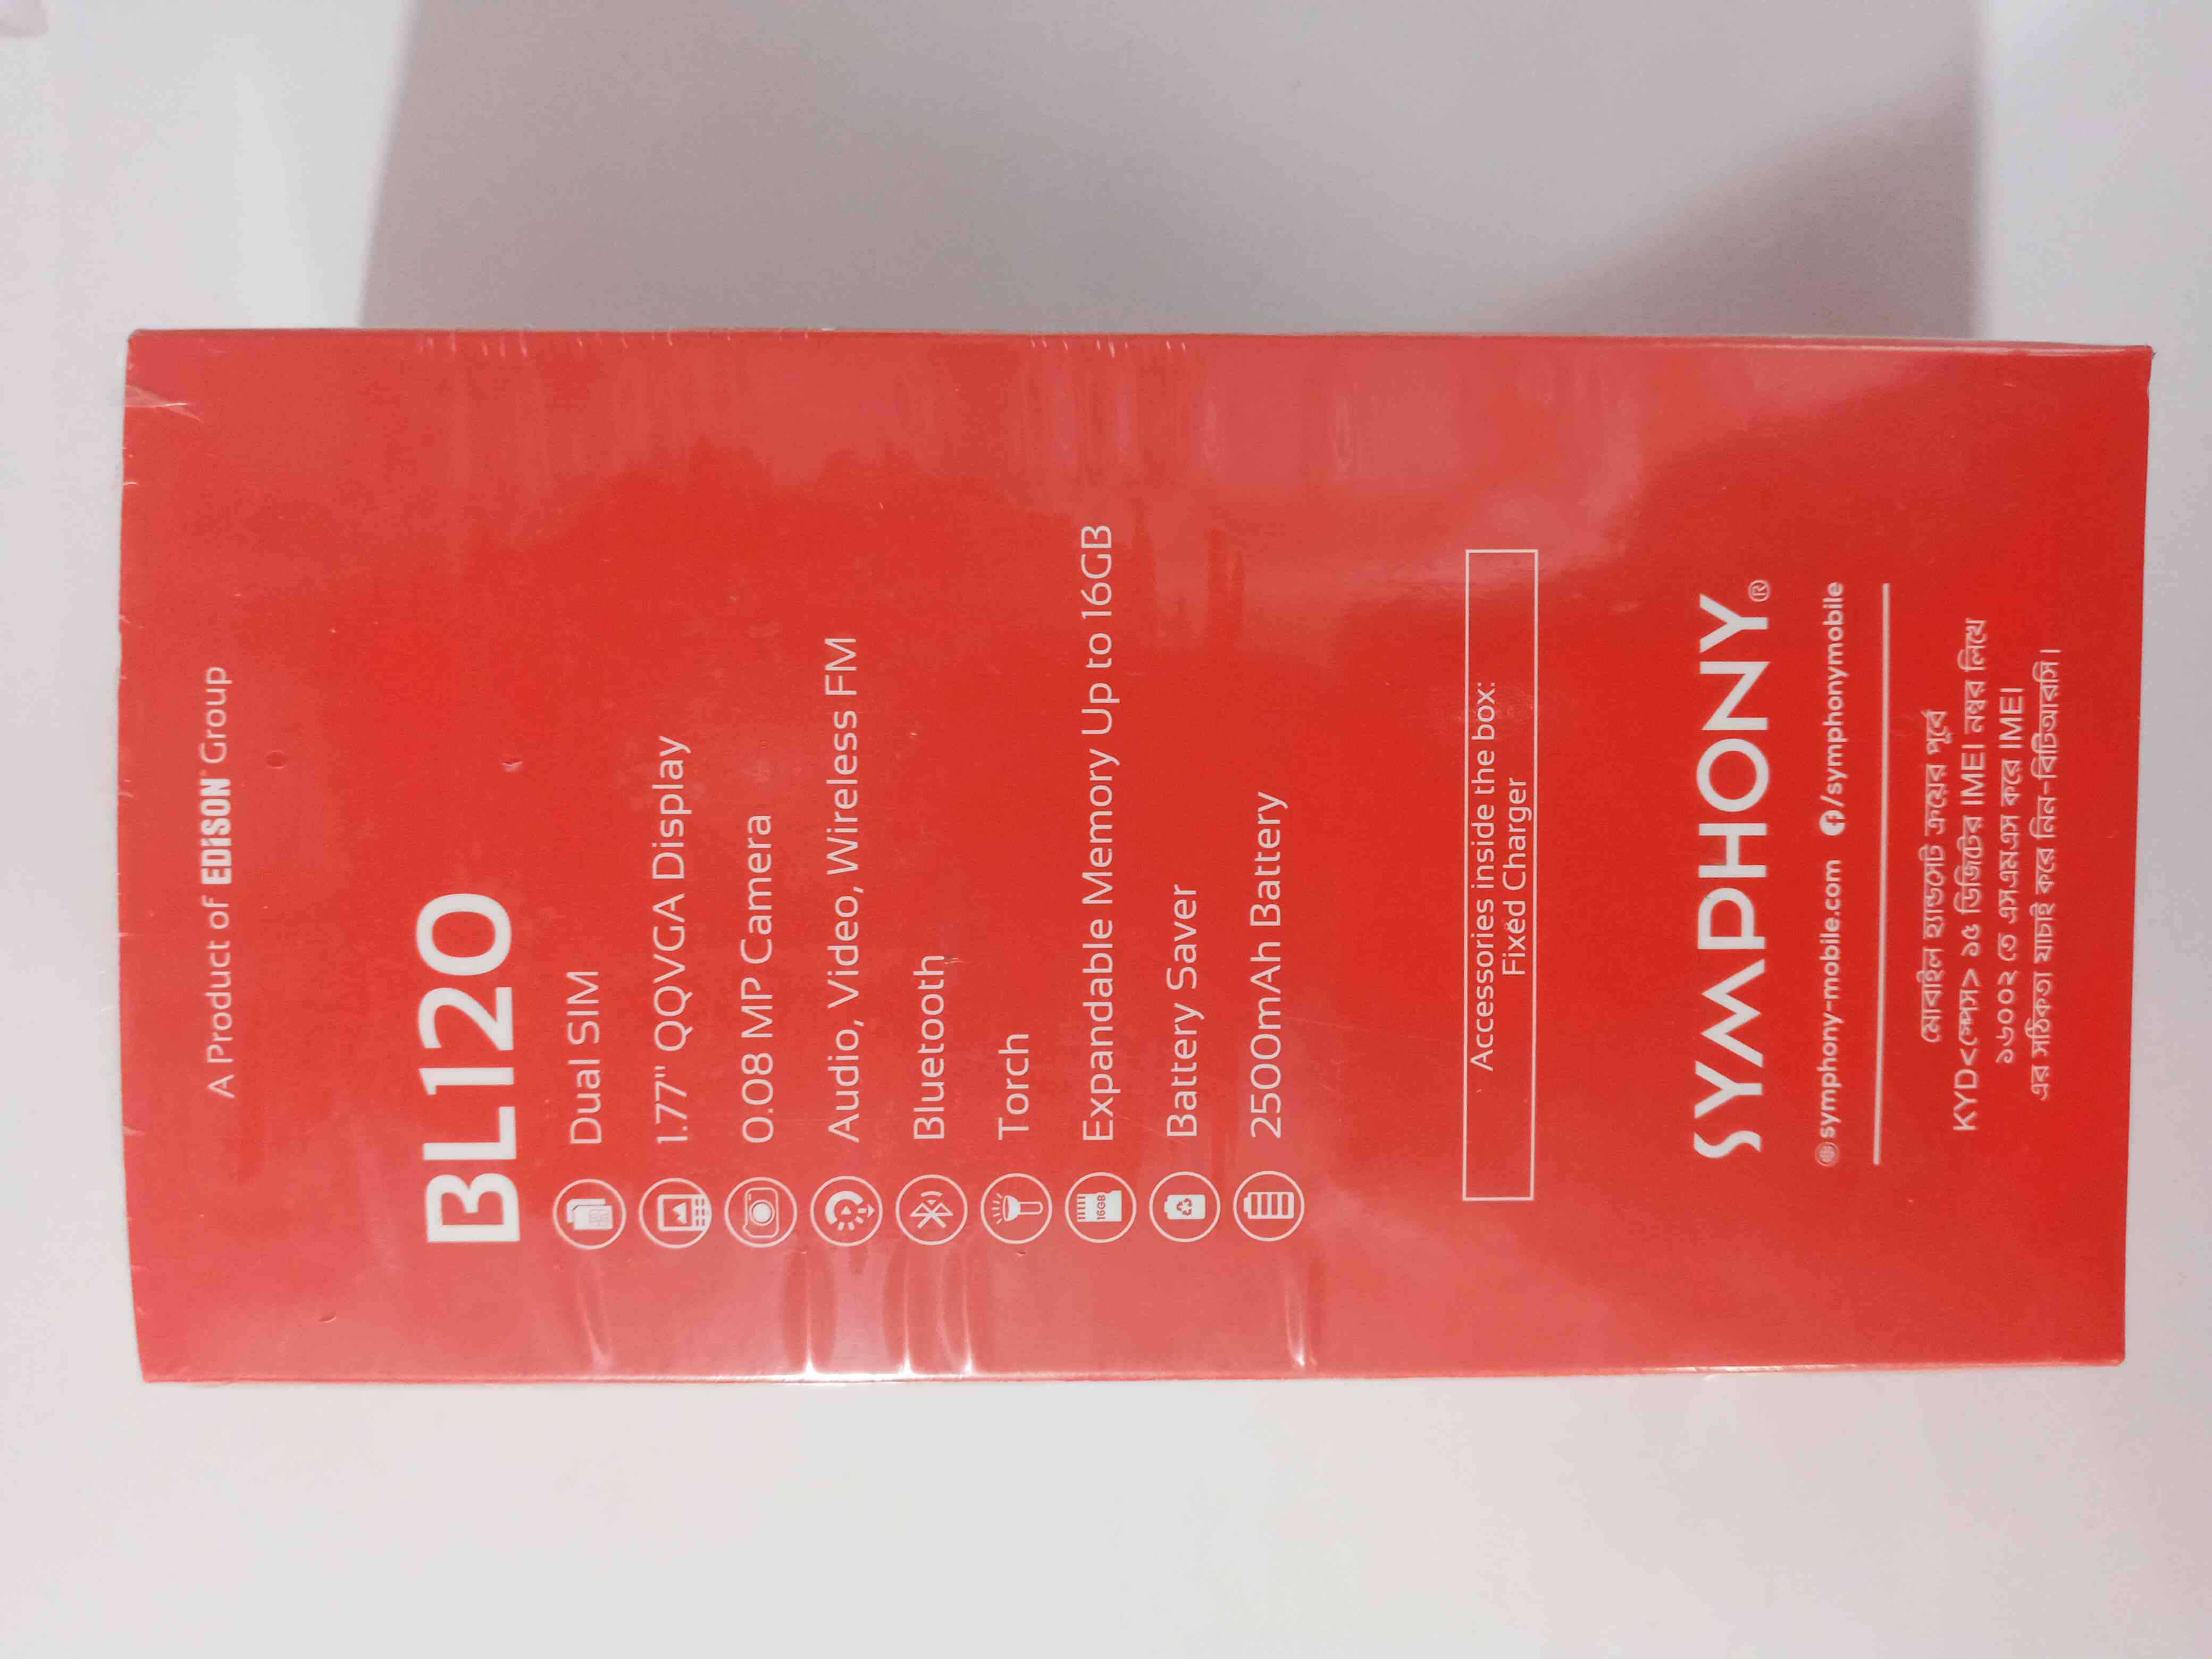 A Product of EDISON Group
BL120
Dual SIM
1.77" QQVGA Display
0.08 MP Camera
Audio, Video, Wireless FM
Bluetooth
Torch
16GB
Expandable Memory Up to 16GB
Battery Saver
2500mAh Battery
Accessories inside the box:
Fixed Charger
SYMPHONY®
symphony-mobile.com /symphonymobile
মোবাইল হ্যান্ডসেট ক্রয়ের পূর্বে
KYD<স্পেস> ১৫ ডিজিটের IMEI নম্বর লিখে
১৬০০২ তে এসএমএস করে IMEI
এর সঠিকতা যাচাই করে নিন-বিটিআরসি।